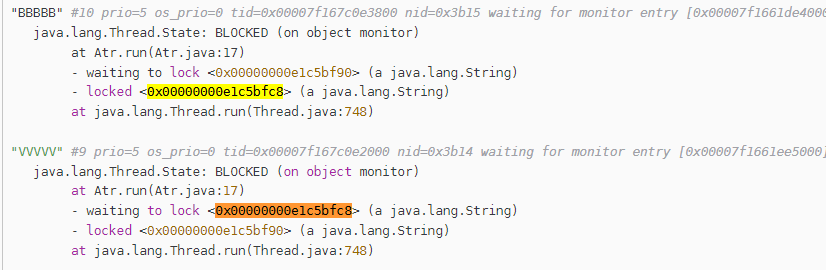 "BBBBB" #10 prio=5 os_prio=0 tid=0x00007f167c0e3800 nid=0x3b15 waiting for monitor entry [0x00007f1661de4000
java.lang.Thread.State: BLOCKED (on object monitor)
at Atr.run(Atr.java:17)
- waiting to lock <0x00000000e1c5bf90> (a java.lang.String)
- locked <0x00000000e1c5bfc8> (a java.lang.String)
at java.lang.Thread.run(Thread.java:748)
"VVVVV" #9 prio=5 os_prio=0 tid=0x00007f167c0e2000 nid=0x3b14 waiting for monitor entry [0x00007f1661ee5000]
java.lang.Thread.State: BLOCKED (on object monitor)
at Atr.run(Atr.java:17)
- waiting to lock <0x00000000e1c5bfc8> (a java.lang.String)
- locked <0x00000000e1c5bf90> (a java.lang.String)
at java.lang.Thread.run(Thread.java:748)